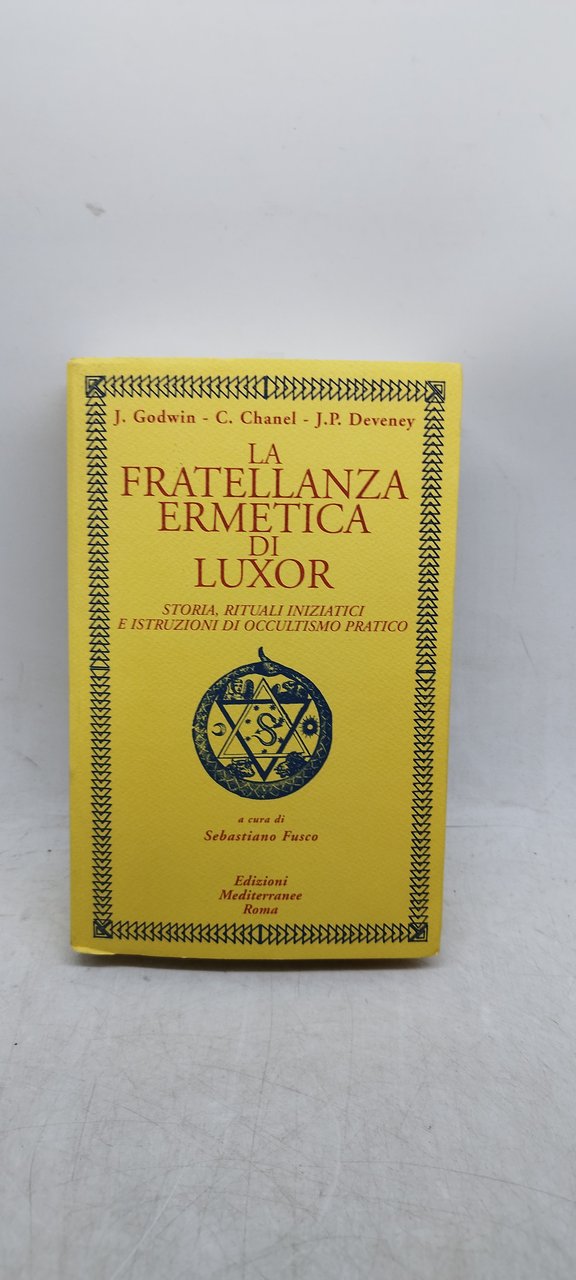 J. Godwin - C. Chanel - J.P. Deveney
LA
FRATELLANZA
ERMETICA
DI
LUXOR
STORIA, RITUALI INIZIATICI
E ISTRUZIONI DI OCCULTISMO PRATICO
a cura di
Sebastiano Fusco
Edizioni
Mediterranee
Roma